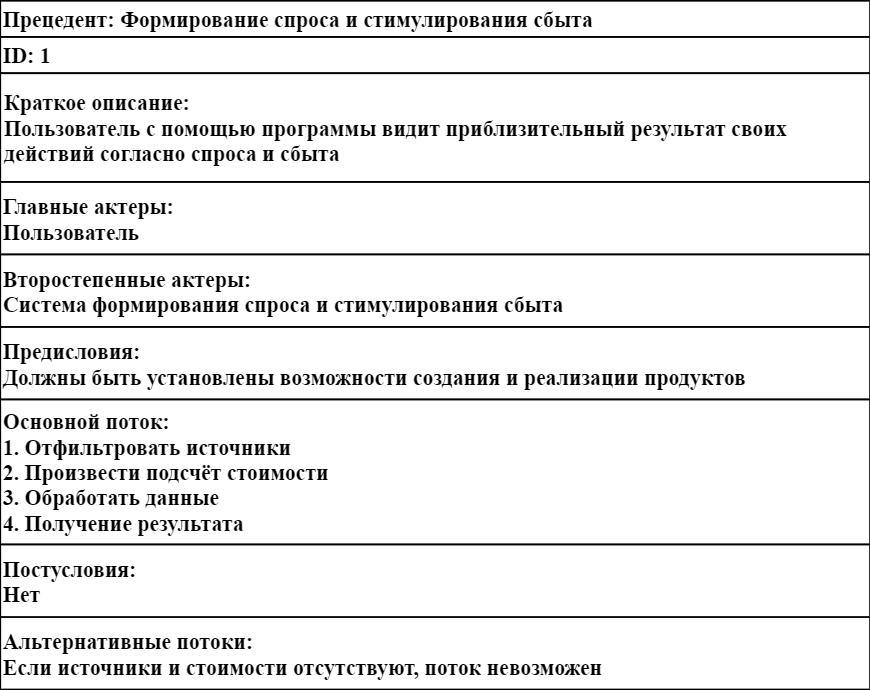 Прецедент: Формирование спроса и стимулирования сбыта
ID: 1
Краткое описание:
Пользователь с помощью программы видит приблизительный результат своих
действий согласно спроса и сбыта
Главные актеры:
Пользователь
Второстепенные актеры:
Система формирования спроса и стимулирования сбыта
Предисловия:
Должны быть установлены возможности создания и реализации продуктов
Основной поток:
1. Отфильтровать источники
2. Произвести подсчёт стоимости
3. Обработать данные
4. Получение результата
Постусловия:
Нет
Альтернативные потоки:
Если источники и стоимости отсутствуют, поток невозможен